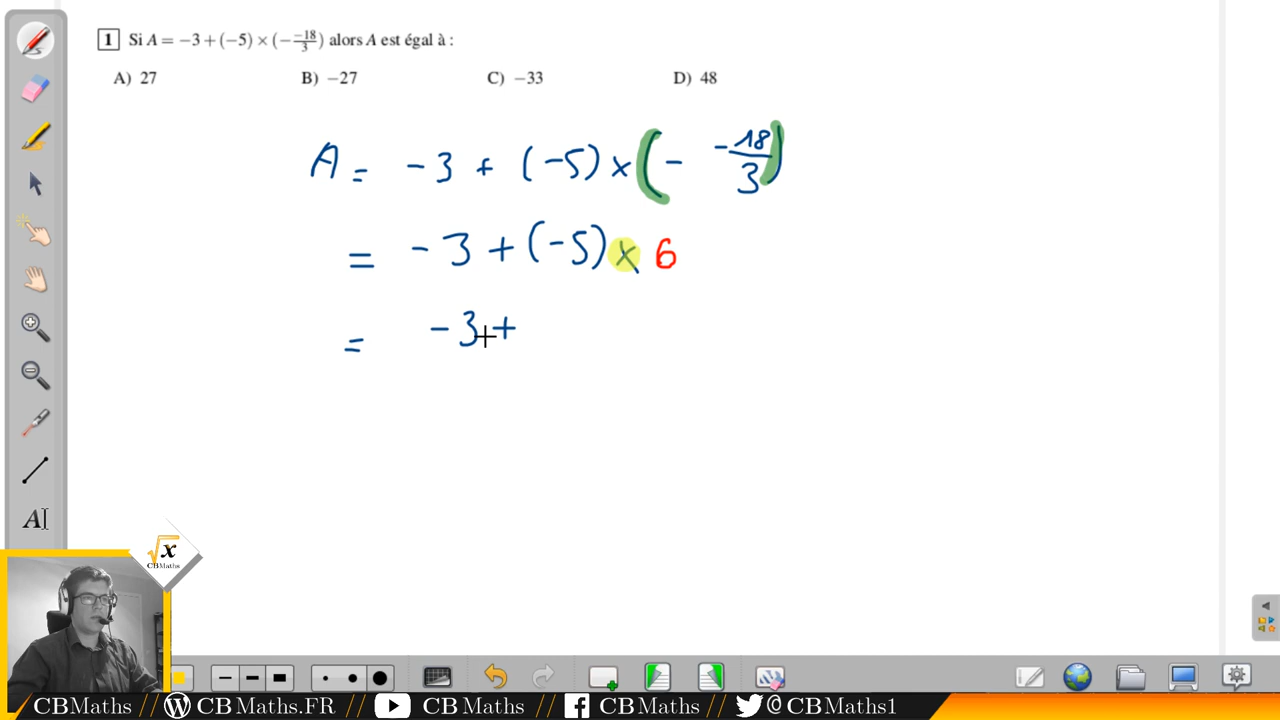 1 Si A = −3 + (−5) × (− −18/3) alors A est égal à :
A) 27 B) −27 C) −33 D) 48
A = - 3 + (-5) × (- -18/3)
= - 3 + (-5) × 6
= - 3 +
AI
√x
CBMaths
CBMaths CBMaths.FR CBMaths CBMaths @CBMaths1